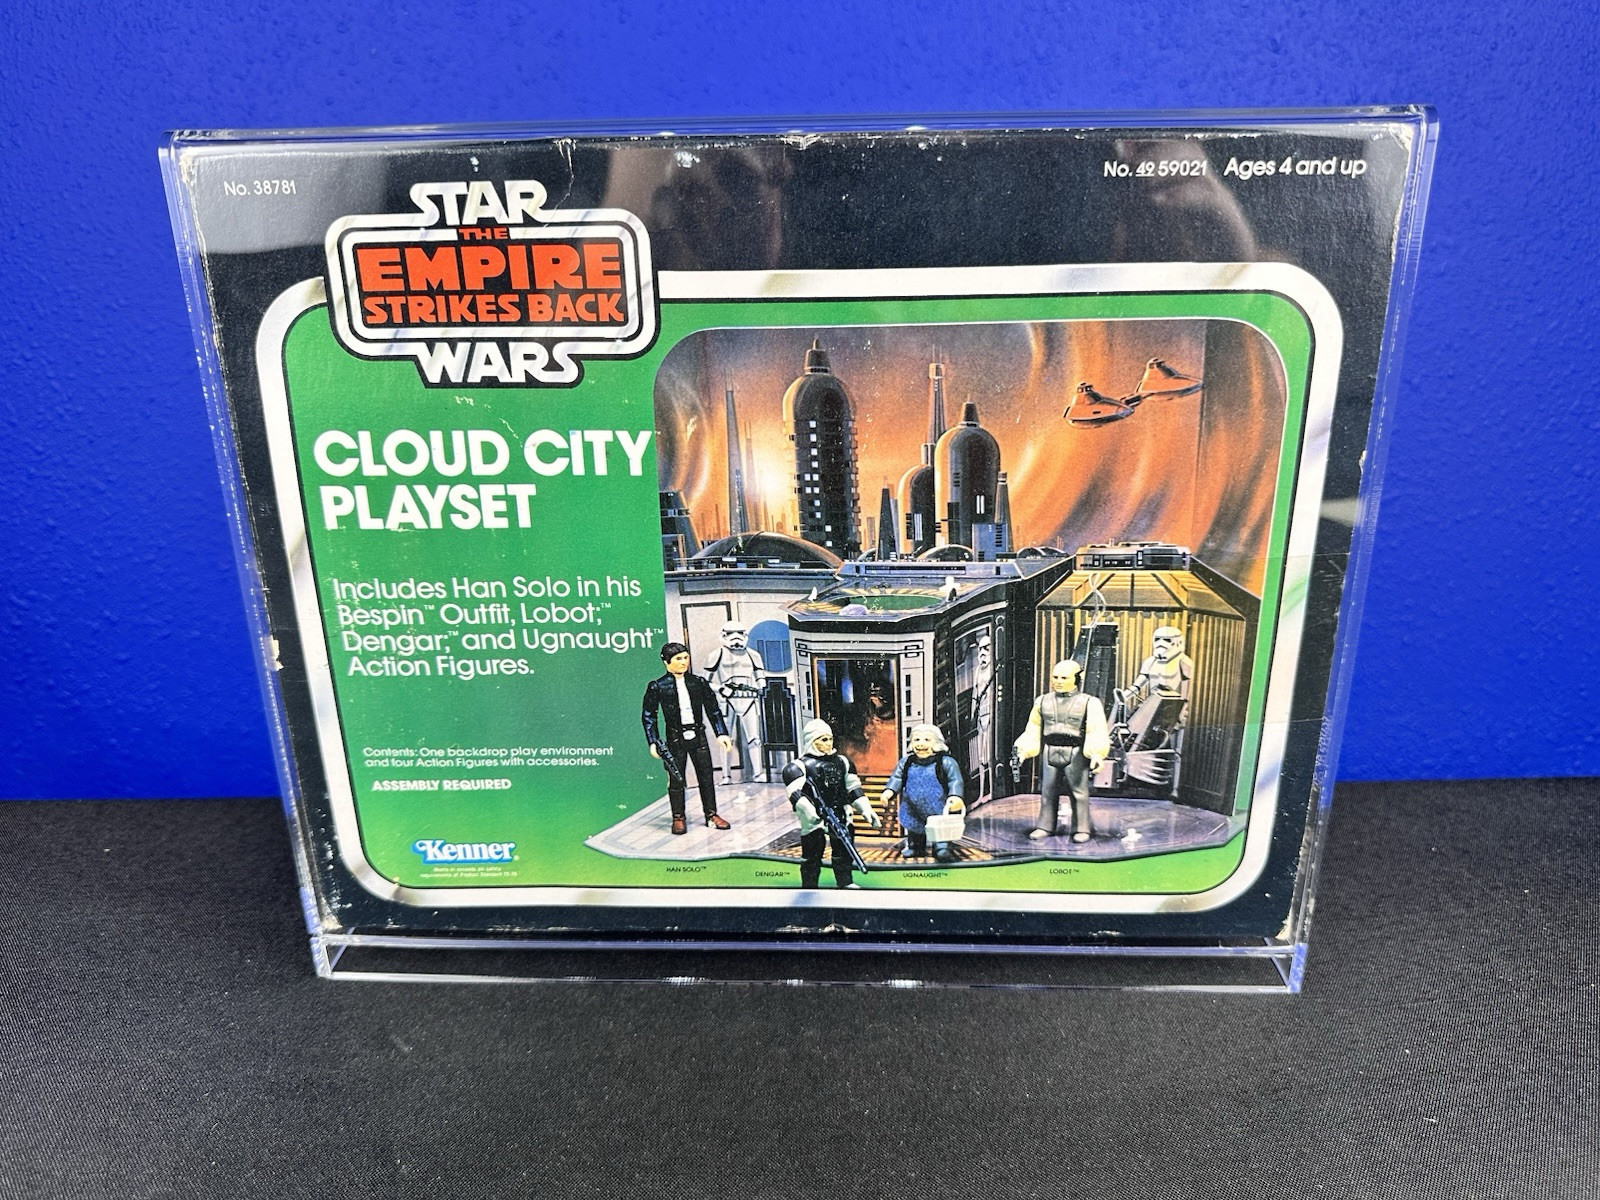 No. 38781
No. 49 59021 Ages 4 and up
STAR
THE
EMPIRE
STRIKES BACK
WARS
CLOUD CITY
PLAYSET
Includes Han Solo in his
Bespin™ Outfit, Lobot,™
Dengar,™ and Ugnaught™
Action Figures.
Contents: One backdrop play environment
and four Action Figures with accessories.
ASSEMBLY REQUIRED
Kenner®
HAN SOLO™
DENGAR™
UGNAUGHT™
LOBOT™